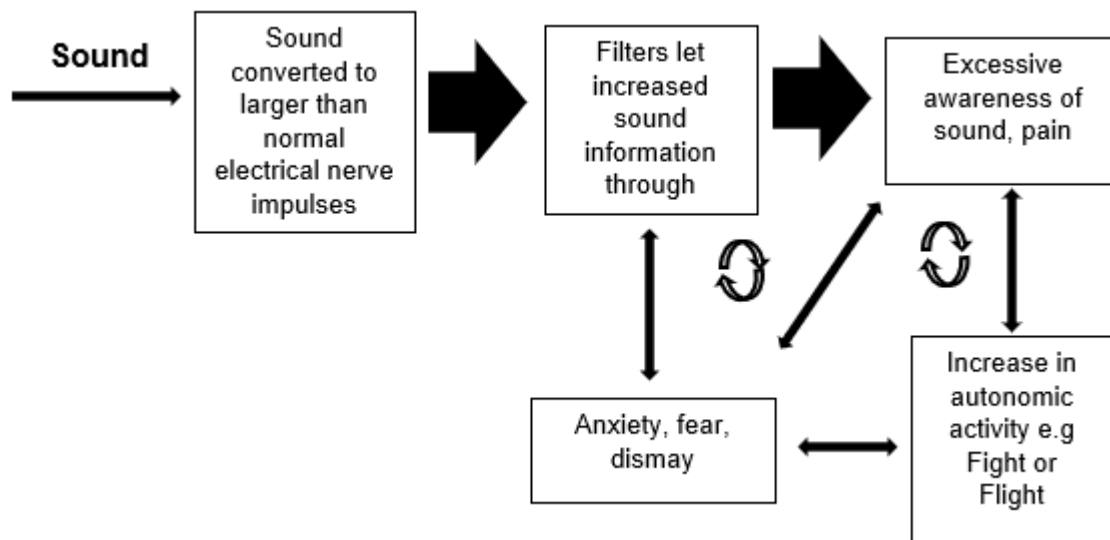 Sound
Sound
converted to
larger than
normal
electrical nerve
impulses
Filters let
increased
sound
information
through
Excessive
awareness of
sound, pain
Anxiety, fear,
dismay
Increase in
autonomic
activity e.g
Fight or
Flight